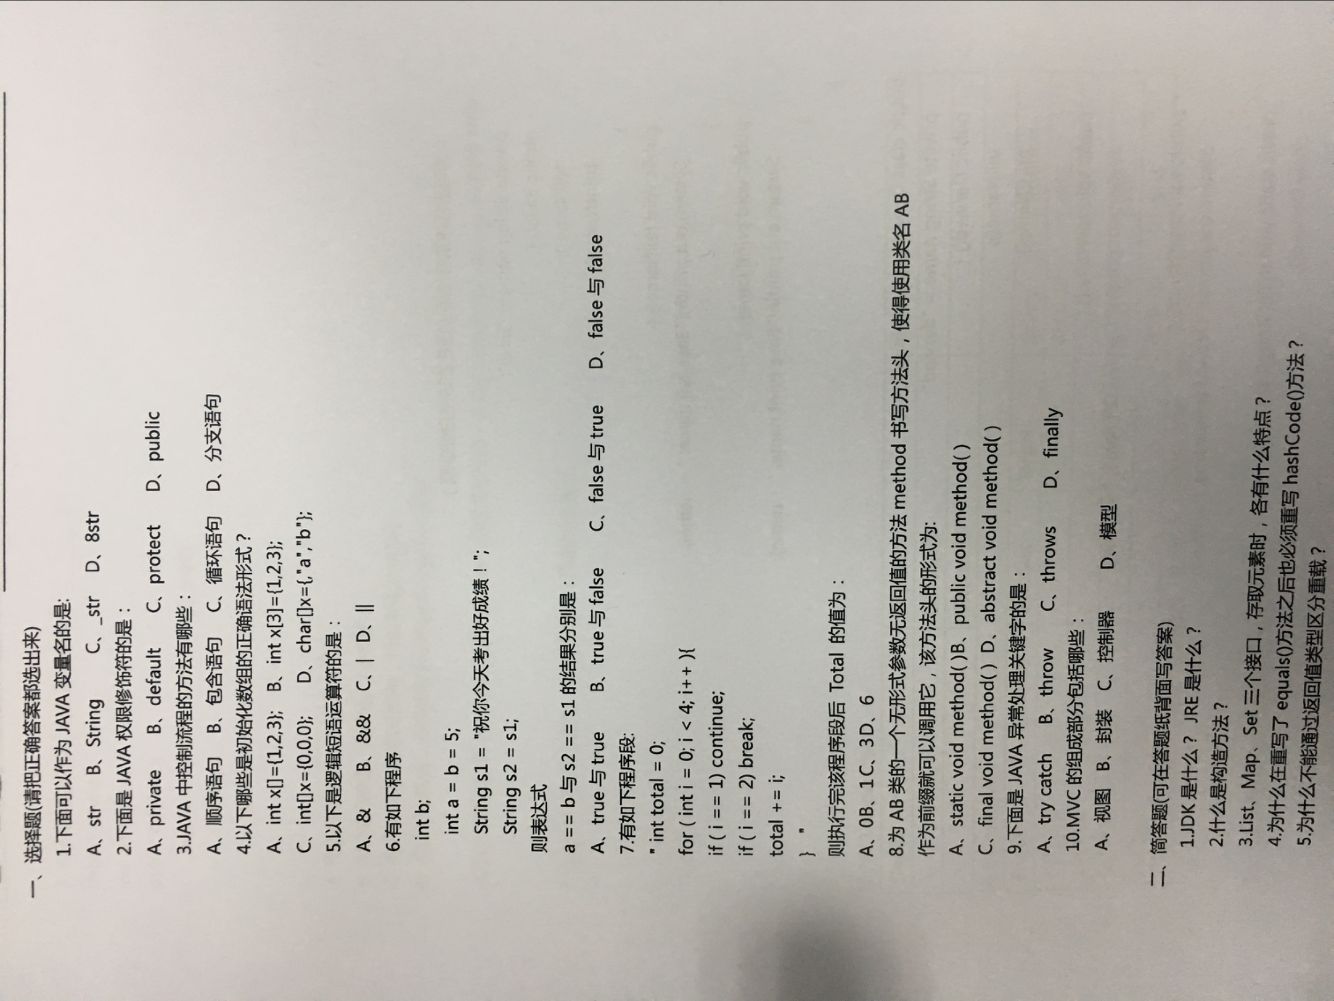 一、选择题(请把正确答案都选出来)
1.下面可以作为 JAVA 变量名的是:
A、str B、String C、_str D、8str
2.下面是 JAVA 权限修饰符的是：
A、private B、default C、protect D、public
3.JAVA 中控制流程的方法有哪些：
A、顺序语句 B、包含语句 C、循环语句 D、分支语句
4.以下哪些是初始化数组的正确语法形式？
A、int x[]={1,2,3}; B、int x[3]={1,2,3};
C、int[]x={0,0,0}; D、char[]x={,"a","b"};
5.以下是逻辑短语运算符的是：
A、& B、&& C、| D、||
6.有如下程序
int b;
int a = b = 5;
String s1 = "祝你今天考出好成绩！";
String s2 = s1;
则表达式
a == b 与 s2 == s1 的结果分别是：
A、true 与 true B、true 与 false C、false 与 true D、false 与 false
7.有如下程序段:
" int total = 0;
for ( int i = 0; i < 4; i++ ){
if ( i == 1) continue;
if ( i == 2) break;
total += i;
} "
则执行完该程序段后 Total 的值为：
A、0B、1C、3D、6
8.为 AB 类的一个无形式参数无返回值的方法 method 书写方法头，使得使用类名 AB
作为前缀就可以调用它，该方法头的形式为:
A、static void method( )B、public void method( )
C、final void method( ) D、abstract void method( )
9.下面是 JAVA 异常处理关键字的是：
A、try catch B、throw C、throws D、finally
10.MVC 的组成部分包括哪些：
A、视图 B、封装 C、控制器 D、模型
二、简答题(可在答题纸背面写答案)
1.JDK 是什么？ JRE 是什么？
2.什么是构造方法？
3.List、Map、Set 三个接口，存取元素时，各有什么特点？
4.为什么在重写了 equals()方法之后也必须重写 hashCode()方法？
5.为什么不能通过返回值类型区分重载？